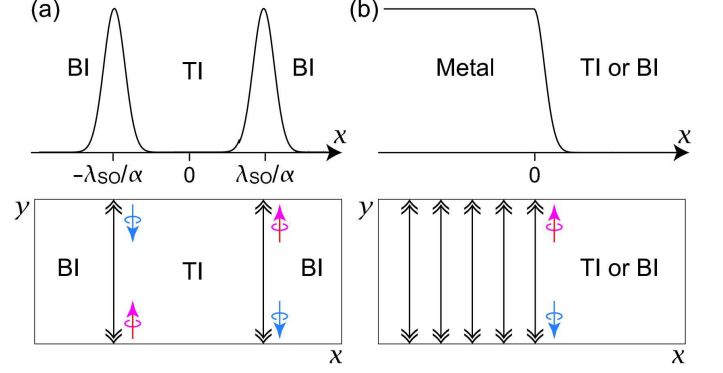 (a)
BI
TI
BI
x
−λSO/α
0
λSO/α
y
BI
TI
BI
x
(b)
Metal
TI or BI
x
0
y
TI or BI
x